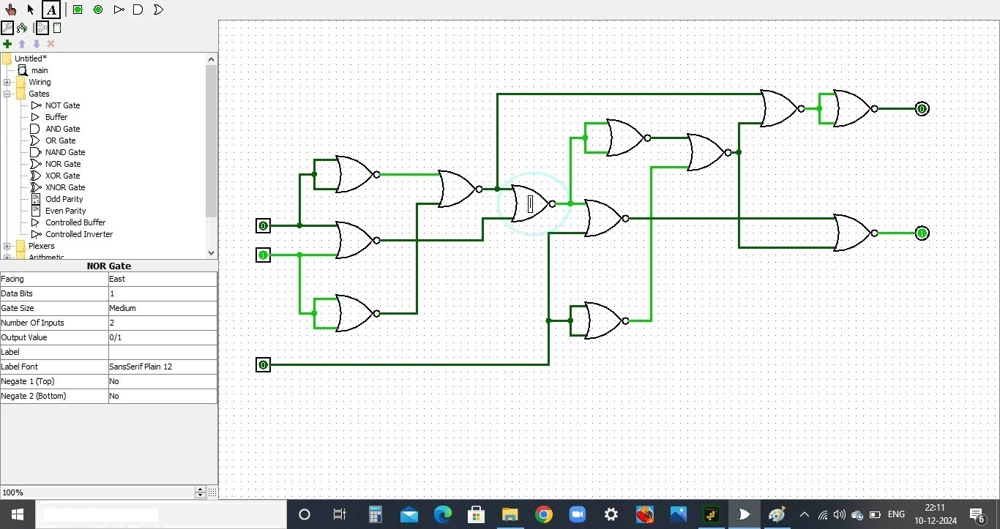 A
Untitled*
main
Wiring
Gates
NOT Gate
Buffer
AND Gate
OR Gate
NAND Gate
NOR Gate
XOR Gate
XNOR Gate
Odd Parity
Even Parity
Controlled Buffer
Controlled Inverter
Plexers
Arithmetic
NOR Gate
Facing East
Data Bits 1
Gate Size Medium
Number Of Inputs 2
Output Value 0/1
Label
Label Font SansSerif Plain 12
Negate 1 (Top) No
Negate 2 (Bottom) No
100%
0
0
1
1
0
ENG
22:11
10-12-2024
6